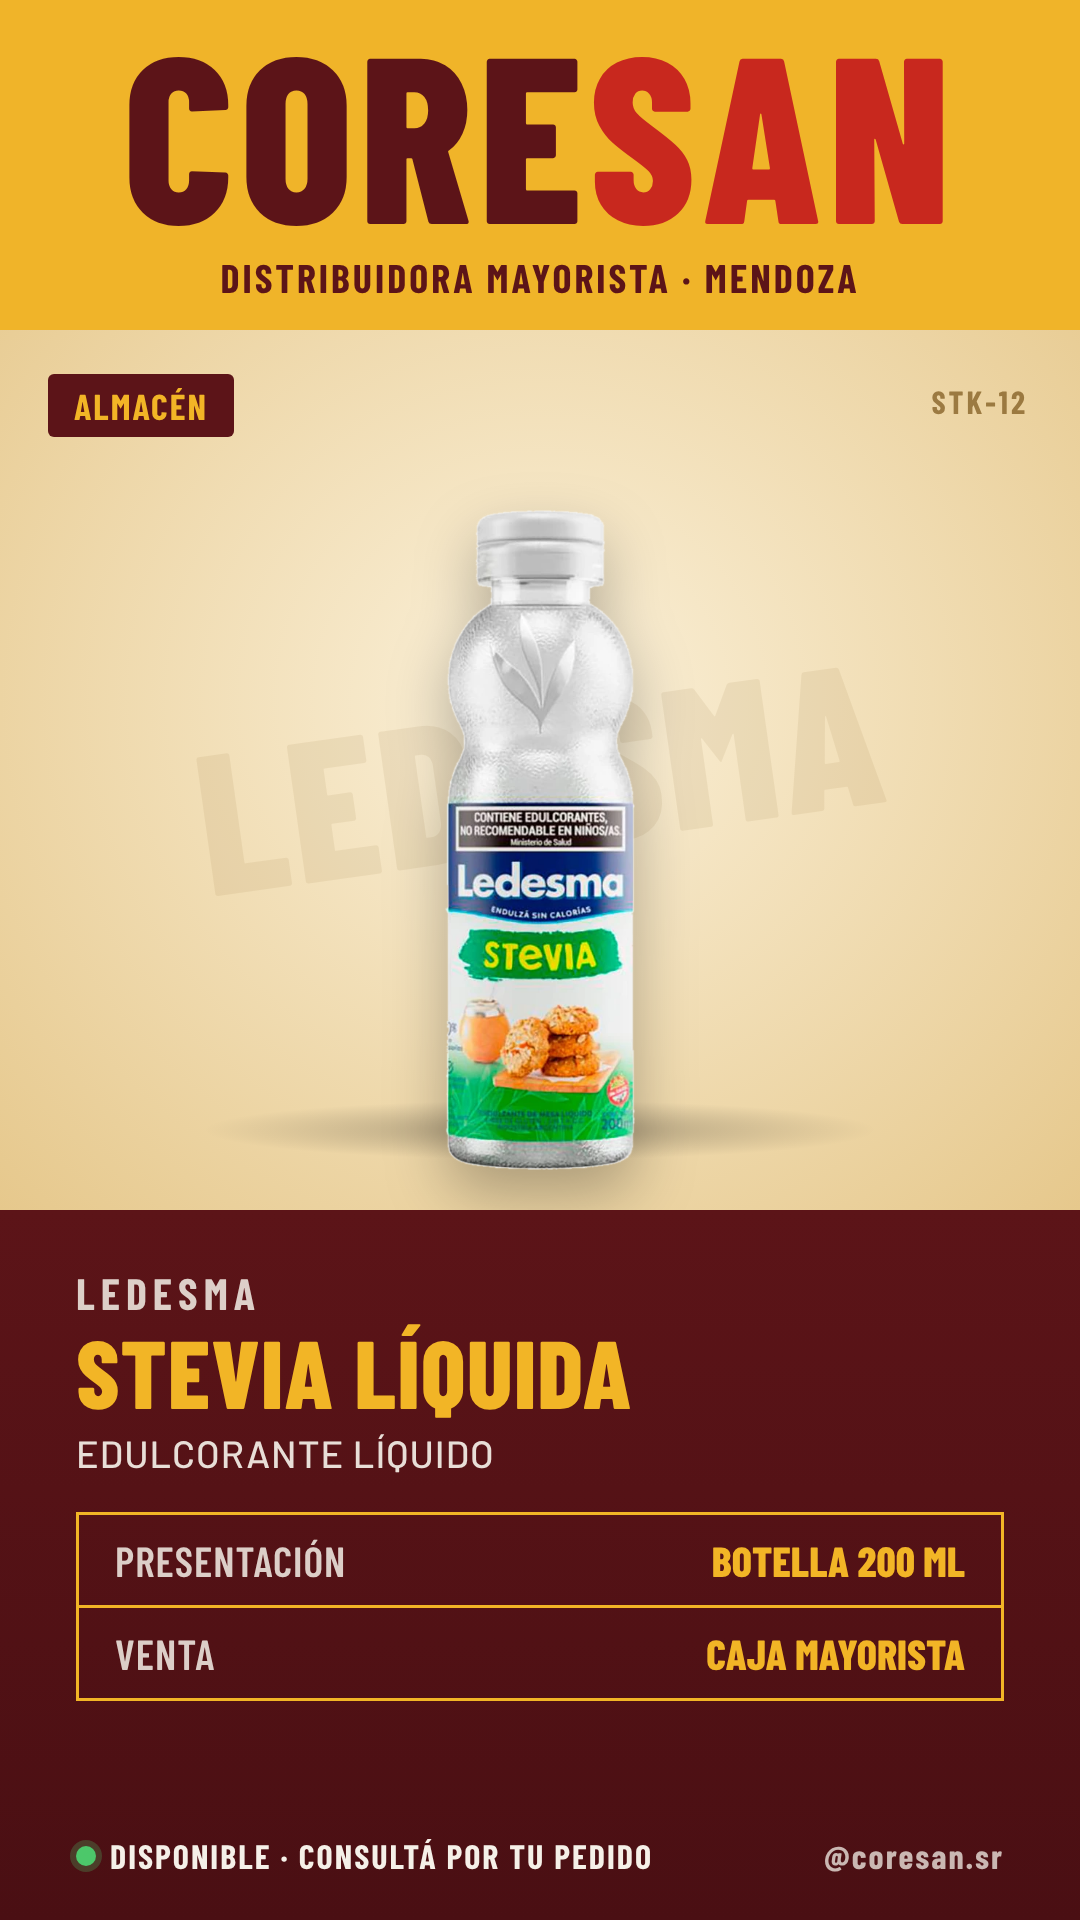 CORESAN
DISTRIBUIDORA MAYORISTA · MENDOZA
ALMACÉN
STK-12
LEDESMA
CONTIENE EDULCORANTES,
NO RECOMENDABLE EN NIÑOS/AS.
Ministerio de Salud
Ledesma
ENDULZÁ SIN CALORÍAS
STeVIA
LEDESMA
STEVIA LÍQUIDA
EDULCORANTE LÍQUIDO
PRESENTACIÓN BOTELLA 200 ML
VENTA CAJA MAYORISTA
DISPONIBLE · CONSULTÁ POR TU PEDIDO
@coresan.sr